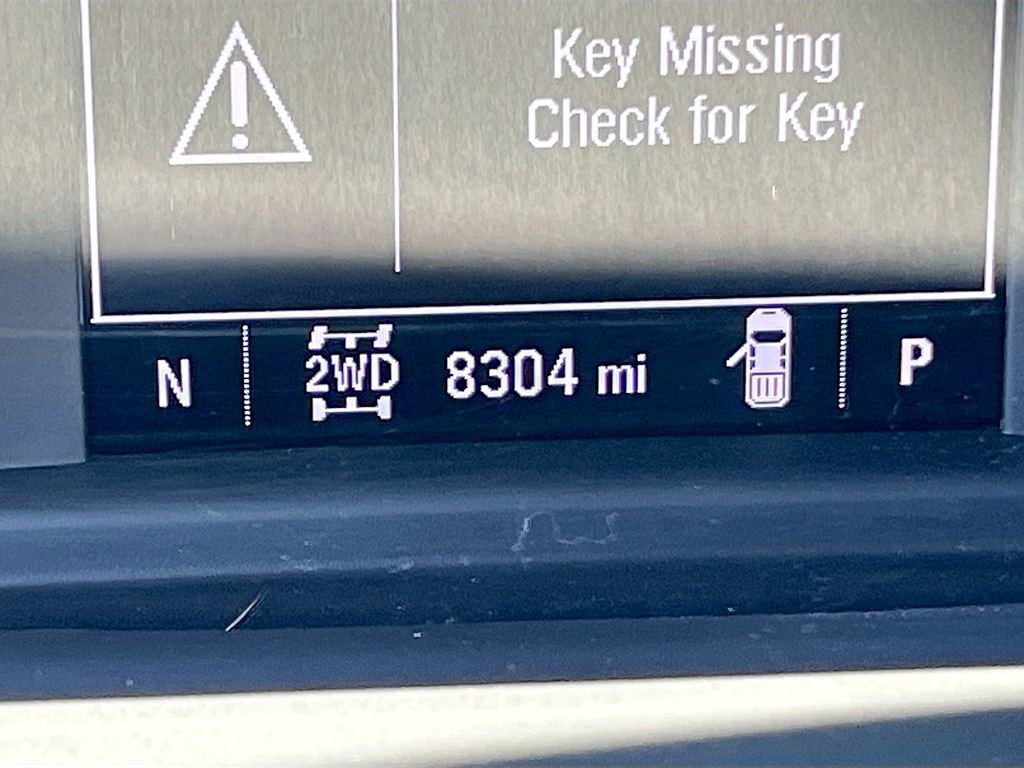 Key Missing
Check for Key
N 2WD 8304 mi P